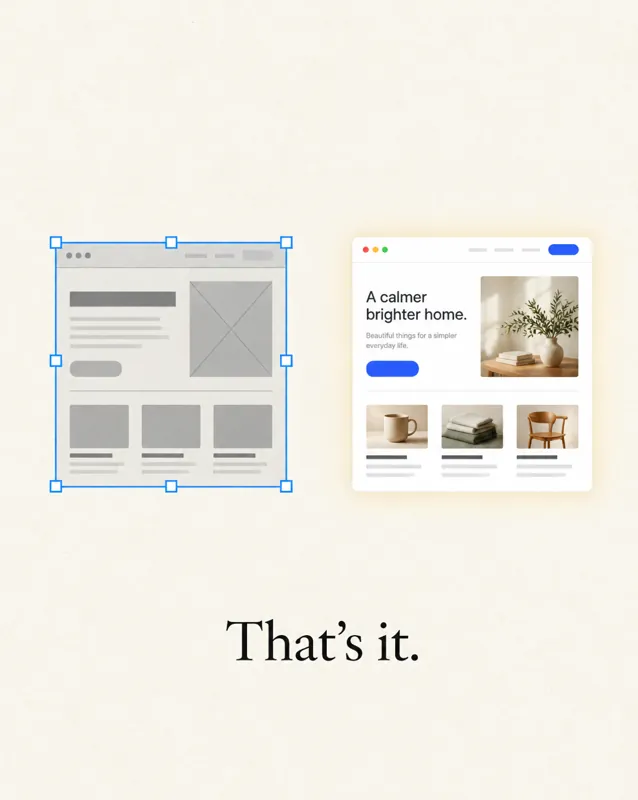 A calmer
brighter home.
Beautiful things for a simpler
everyday life.
That’s it.